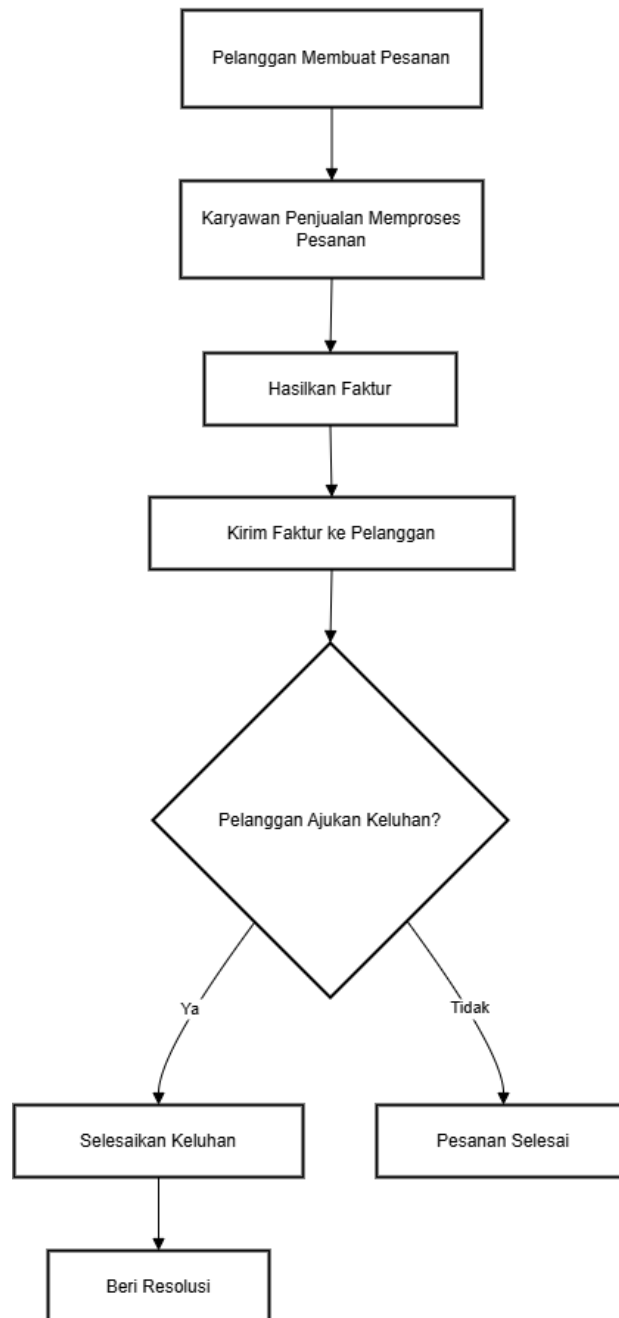 Pelanggan Membuat Pesanan
Karyawan Penjualan Memproses
Pesanan
Hasilkan Faktur
Kirim Faktur ke Pelanggan
Pelanggan Ajukan Keluhan?
Ya
Tidak
Selesaikan Keluhan
Pesanan Selesai
Beri Resolusi